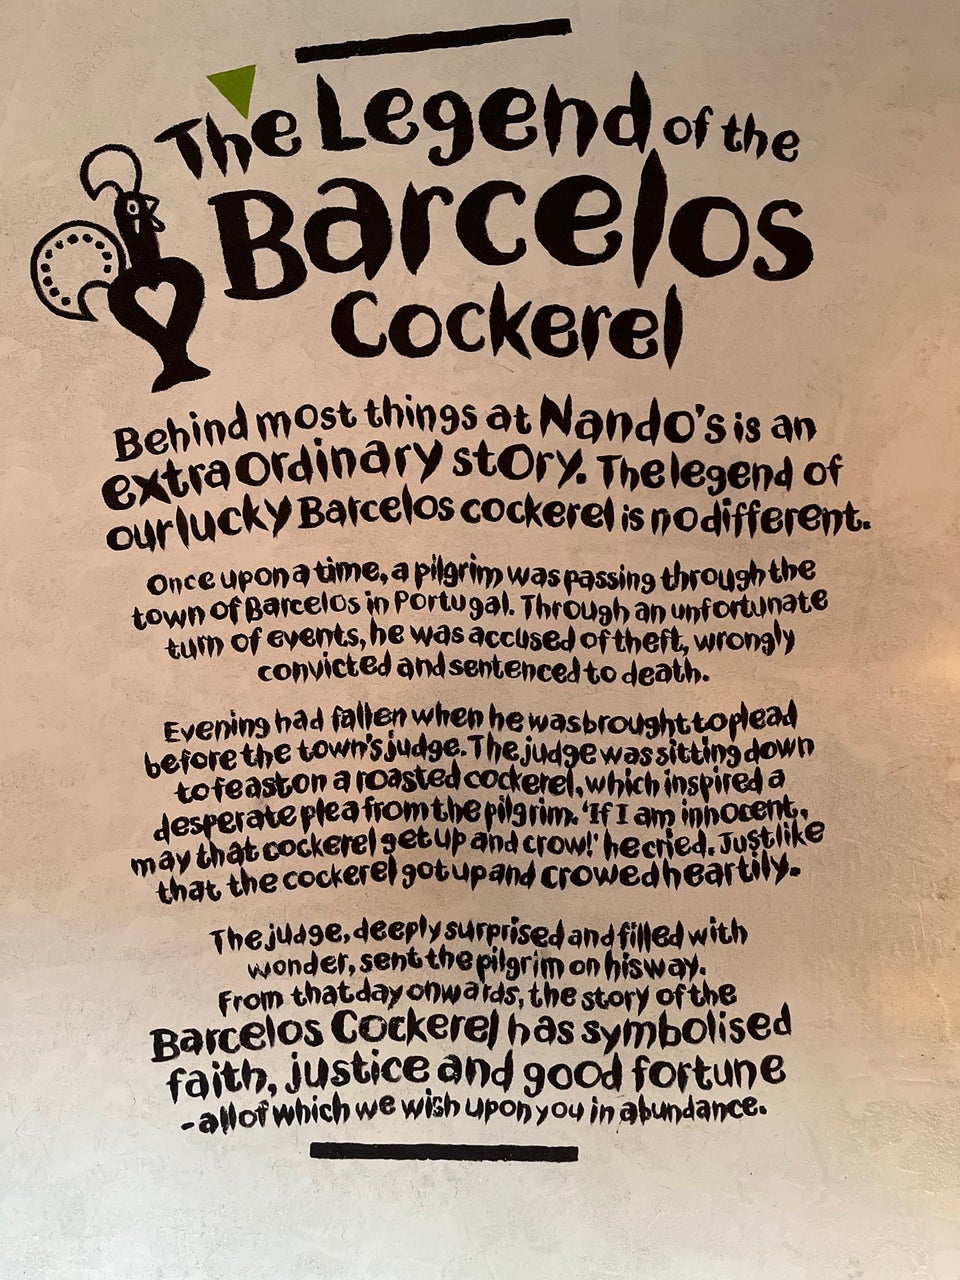 The Legend of the
Barcelos
Cockerel
Behind most things at Nando's is an
extraordinary story. The legend of
our lucky Barcelos cockerel is no different.
Once upon a time, a pilgrim was passing through the
town of Barcelos in Portugal. Through an unfortunate
turn of events, he was accused of theft, wrongly
convicted and sentenced to death.
Evening had fallen when he was brought to plead
before the town's judge. The judge was sitting down
to feast on a roasted cockerel, which inspired a
desperate plea from the pilgrim. 'If I am innocent,
may that cockerel get up and crow!' he cried. Just like
that the cockerel got up and crowed heartily.
The judge, deeply surprised and filled with
wonder, sent the pilgrim on his way.
From that day onwards, the story of the
Barcelos Cockerel has symbolised
faith, justice and good fortune
- all of which we wish upon you in abundance.